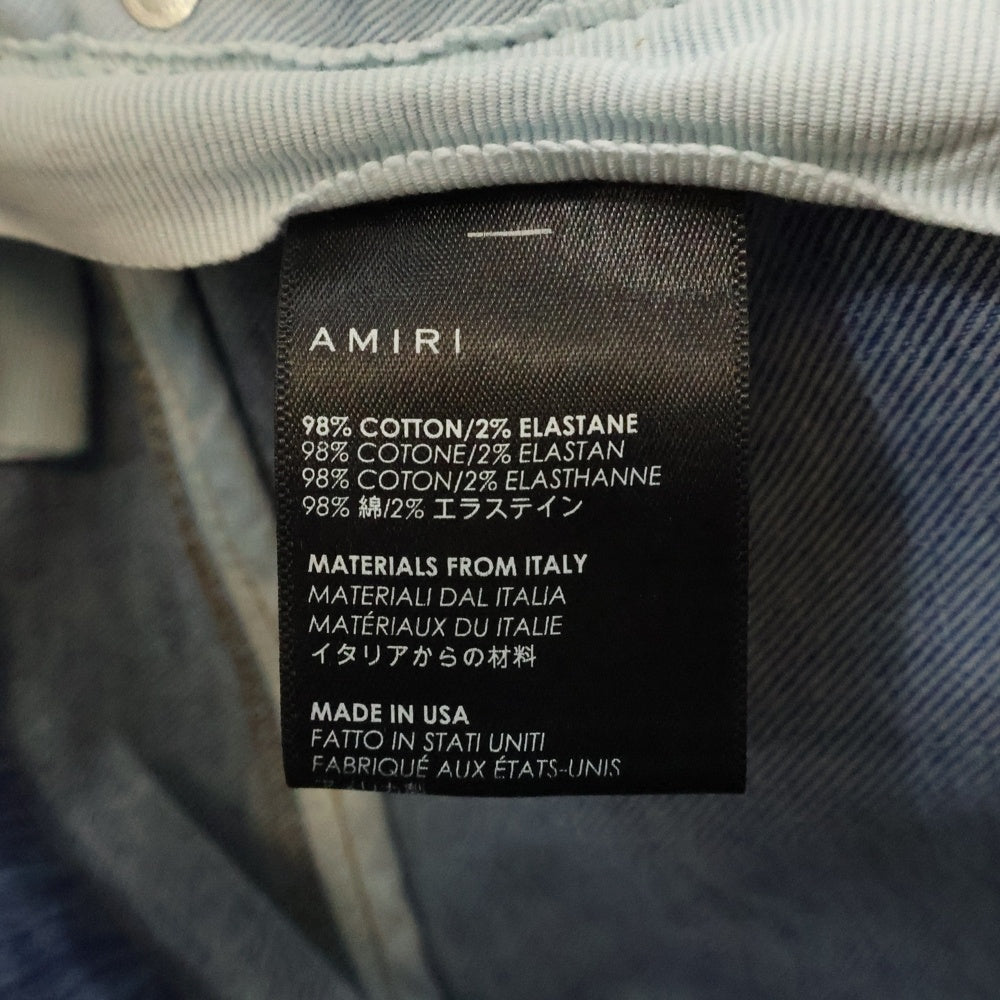 AMIRI
98% COTTON/2% ELASTANE
98% COTONE/2% ELASTAN
98% COTON/2% ELASTHANNE
98% 綿/2% エラステイン
MATERIALS FROM ITALY
MATERIALI DAL ITALIA
MATÉRIAUX DU ITALIE
イタリアからの材料
MADE IN USA
FATTO IN STATI UNITI
FABRIQUÉ AUX ÉTATS-UNIS